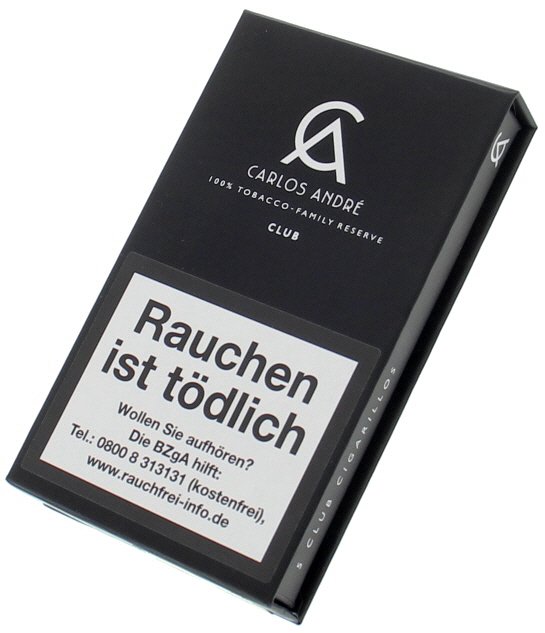 CA
CARLOS ANDRÉ
100% TOBACCO-FAMILY RESERVE
CLUB
Rauchen
ist tödlich
Wollen Sie aufhören?
Die BZgA hilft:
Tel.: 0800 8 313131 (kostenfrei),
www.rauchfrei-info.de
CA
5 CLUB CIGARILLOS